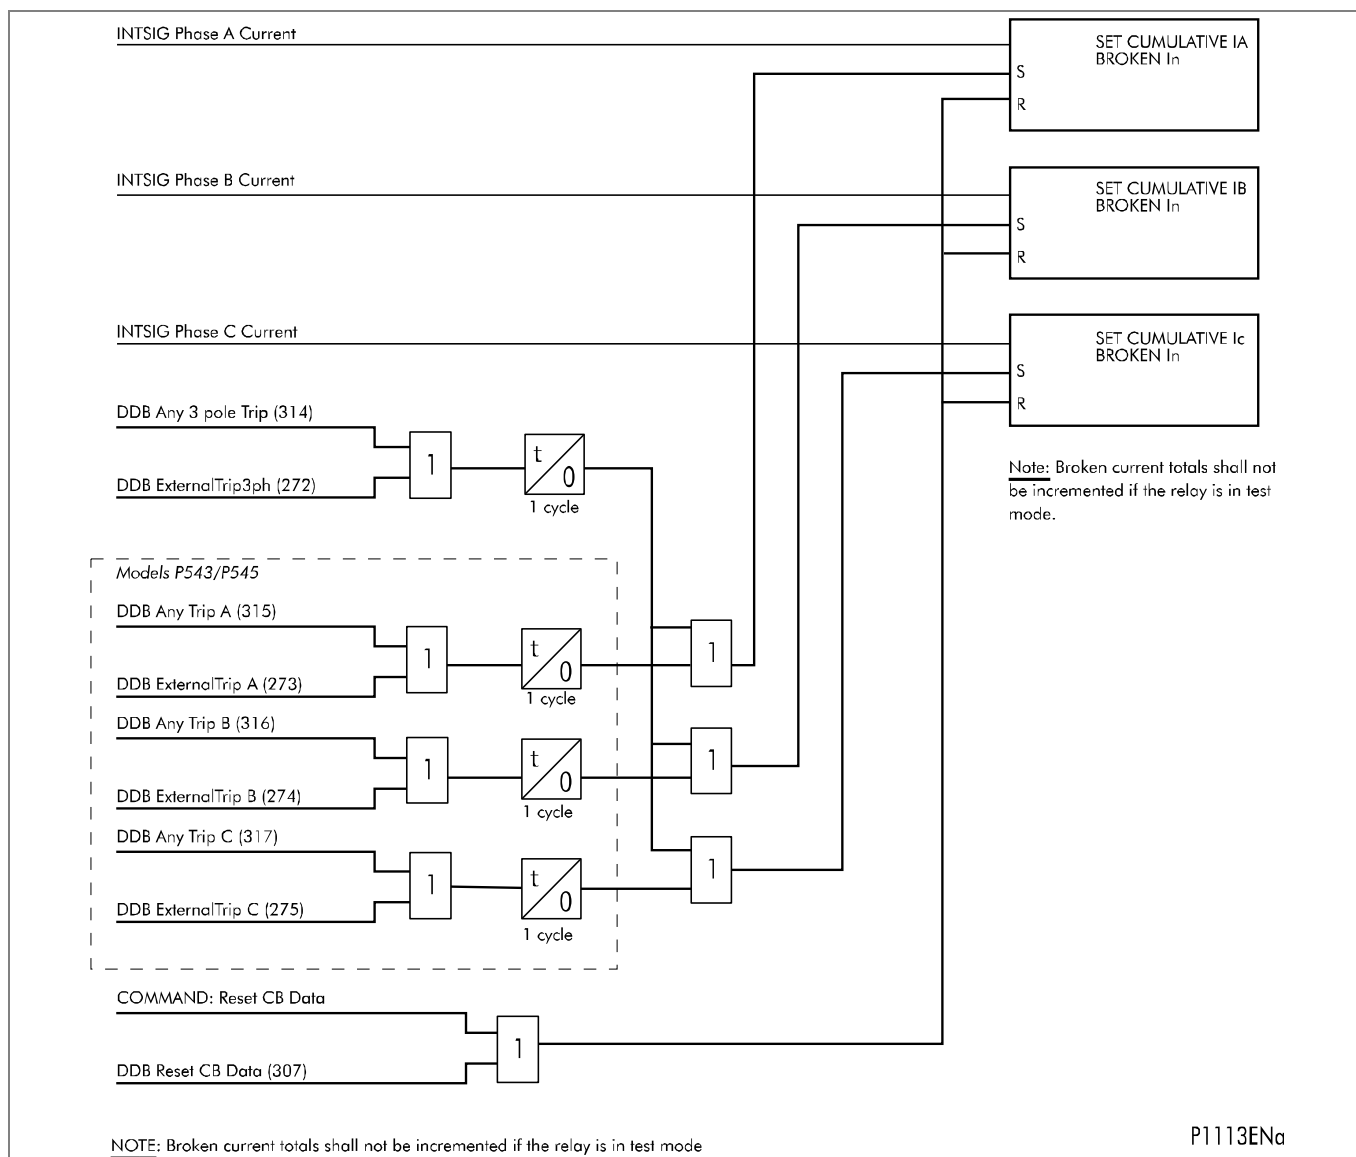 INTSIG Phase A Current
SET CUMULATIVE IA
BROKEN In
S
R
INTSIG Phase B Current
SET CUMULATIVE IB
BROKEN In
S
R
INTSIG Phase C Current
SET CUMULATIVE Ic
BROKEN In
S
R
DDB Any 3 pole Trip (314)
DDB ExternalTrip3ph (272)
1
t
0
1 cycle
Note: Broken current totals shall not
be incremented if the relay is in test
mode.
Models P543/P545
DDB Any Trip A (315)
DDB ExternalTrip A (273)
1
t
0
1 cycle
1
DDB Any Trip B (316)
DDB ExternalTrip B (274)
1
t
0
1 cycle
1
DDB Any Trip C (317)
DDB ExternalTrip C (275)
1
t
0
1 cycle
1
COMMAND: Reset CB Data
DDB Reset CB Data (307)
1
NOTE: Broken current totals shall not be incremented if the relay is in test mode
P1113ENa